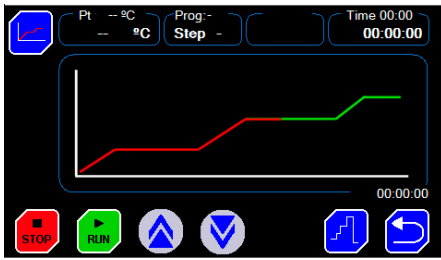 Pt -- ºC
-- ºC
Prog:-
Step -
Time 00:00
00:00:00
00:00:00
STOP
RUN